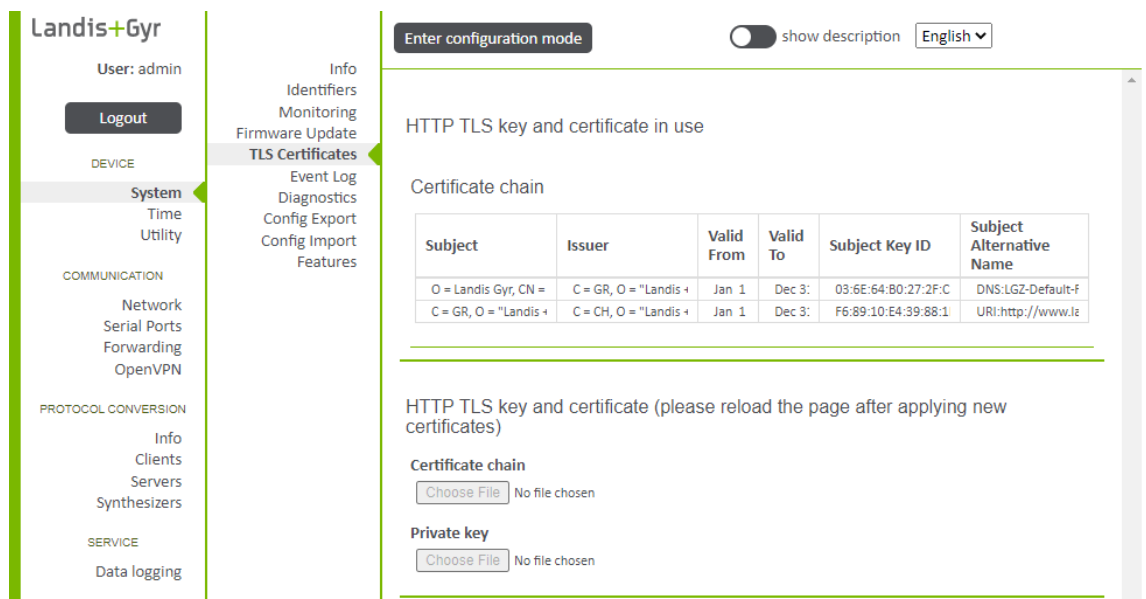 Landis+Gyr
User: admin
Logout
DEVICE
System
Time
Utility
COMMUNICATION
Network
Serial Ports
Forwarding
OpenVPN
PROTOCOL CONVERSION
Info
Clients
Servers
Synthesizers
SERVICE
Data logging
Info
Identifiers
Monitoring
Firmware Update
TLS Certificates
Event Log
Diagnostics
Config Export
Config Import
Features
Enter configuration mode
show description English
HTTP TLS key and certificate in use
Certificate chain
Subject Issuer Valid From Valid To Subject Key ID Subject Alternative Name
O = Landis Gyr, CN = C = GR, O = "Landis + Jan 1 Dec 3 03:6E:64:B0:27:2F:C DNS:LGZ-Default-F
C = GR, O = "Landis + C = CH, O = "Landis + Jan 1 Dec 3 F6:89:10:E4:39:88:1 URI:http://www.la
HTTP TLS key and certificate (please reload the page after applying new
certificates)
Certificate chain
Choose File No file chosen
Private key
Choose File No file chosen